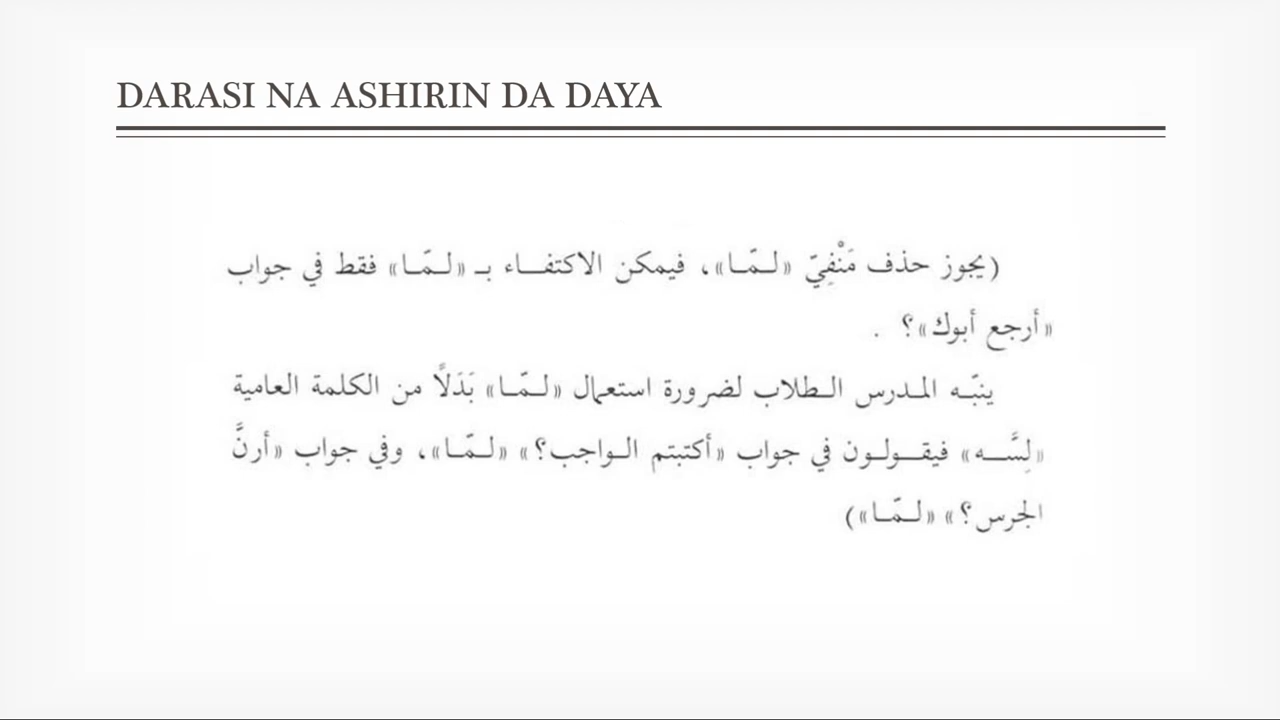 DARASI NA ASHIRIN DA DAYA
(يجوز حذف مَنْفِيّ «لـمّـا»، فيمكن الاكتفـاء بـ «لـمّـا» فقط في جواب
«أرجع أبوك»؟ .
ينبّـه المـدرس الـطلاب لضرورة استعمال «لـمّـا» بَدَلاً من الكلمة العامية
«لِسَّـه» فيقـولـون في جواب «أكتبتم الـواجب؟» «لـمّـا»، وفي جواب «أرنَّ
الجرس؟» «لـمّـا»)